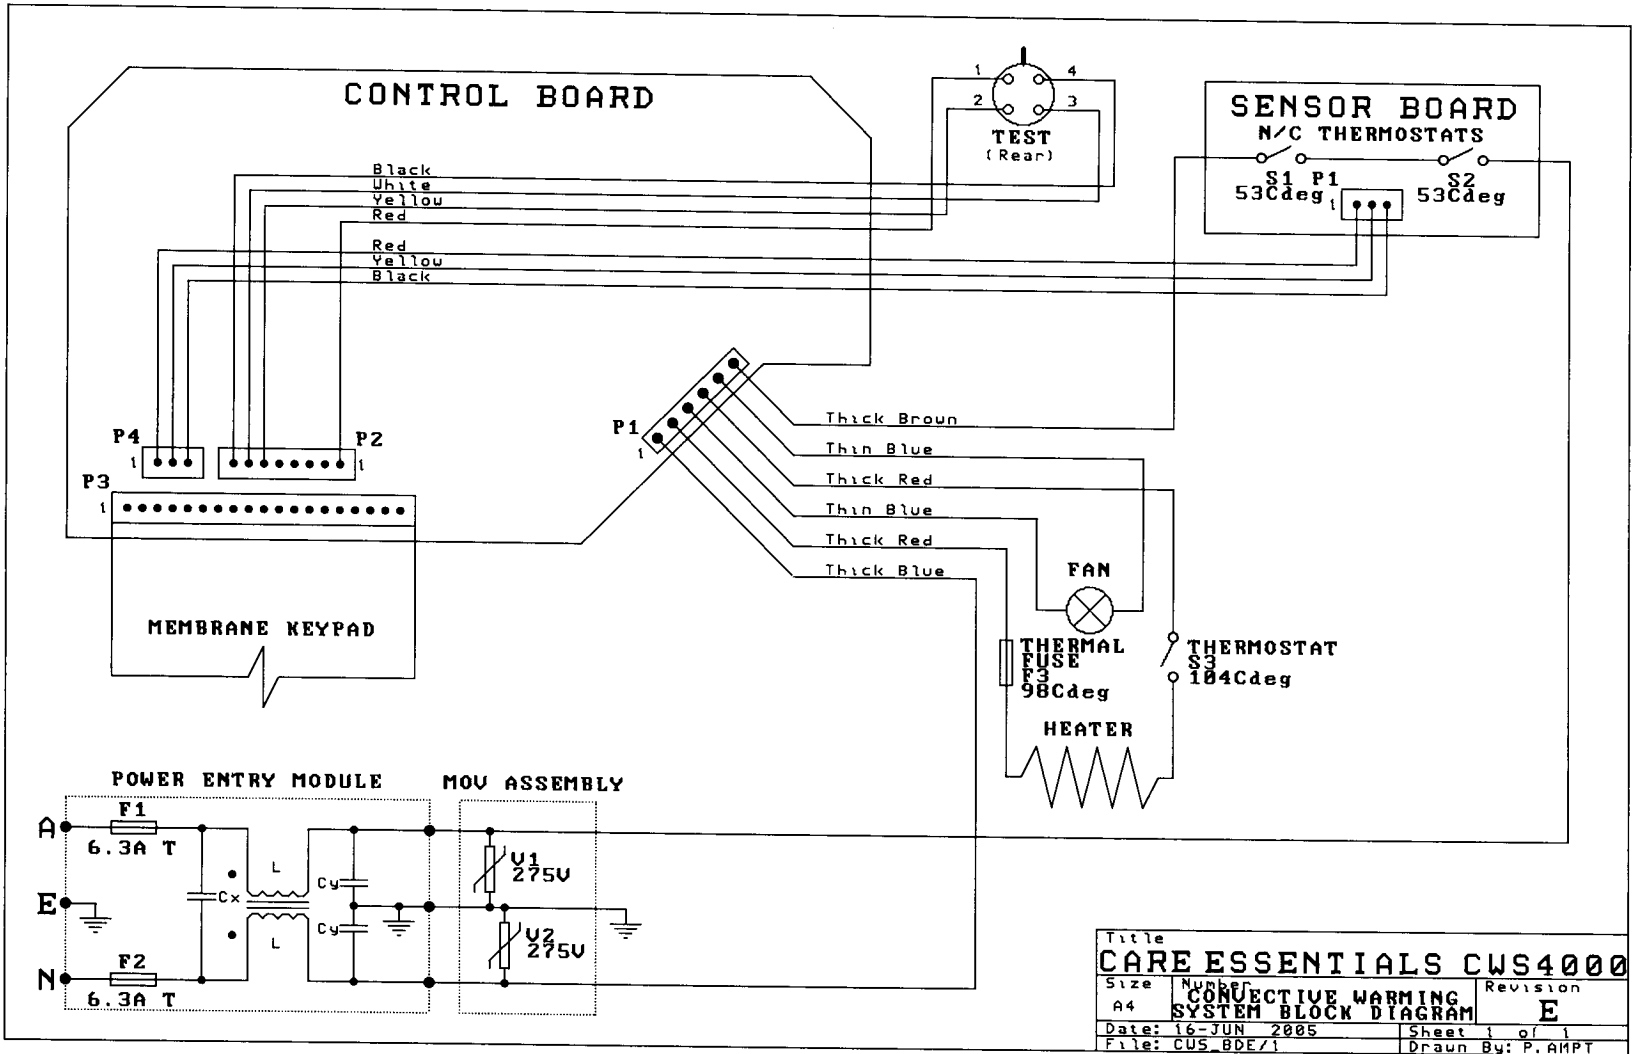 CONTROL BOARD
1
4
2
3
TEST
(Rear)
SENSOR BOARD
N/C THERMOSTATS
S1
P1
S2
53Cdeg
1
53Cdeg
Black
White
Yellow
Red
Red
Yellow
Black
P4
1
P2
1
P3
1
P1
1
Thick Brown
Thin Blue
Thick Red
Thin Blue
Thick Red
Thick Blue
MEMBRANE KEYPAD
FAN
THERMAL
FUSE
F3
98Cdeg
THERMOSTAT
S3
104Cdeg
HEATER
POWER ENTRY MODULE
MOV ASSEMBLY
A
F1
6.3A T
L
Cx
Cy
V1
275V
E
Cy
L
V2
275V
N
F2
6.3A T
Title
CARE ESSENTIALS CWS4000
Size
A4
Number
CONVECTIVE WARMING
SYSTEM BLOCK DIAGRAM
Revision
E
Date: 16-JUN 2005
Sheet 1 of 1
File: CWS_BDE/1
Drawn By: P.AMPT